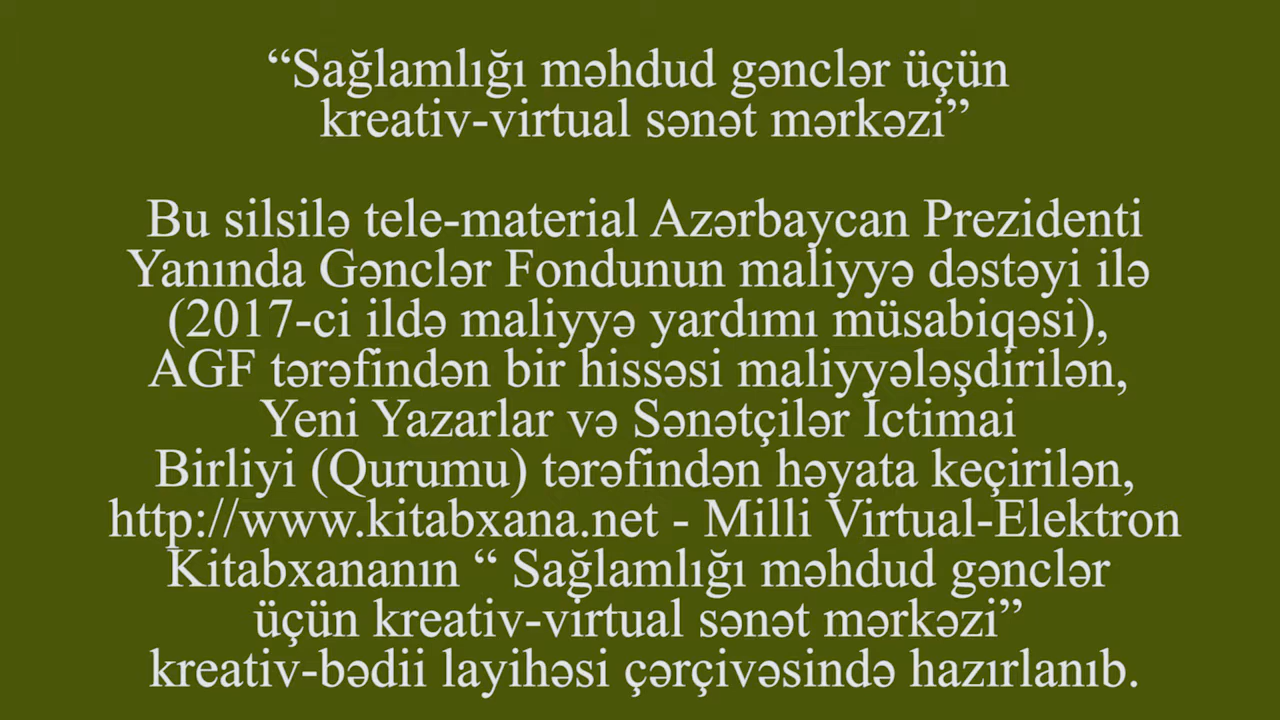 “Sağlamlığı məhdud gənclər üçün
kreativ-virtual sənət mərkəzi”
Bu silsilə tele-material Azərbaycan Prezidenti
Yanında Gənclər Fondunun maliyyə dəstəyi ilə
(2017-ci ildə maliyyə yardımı müsabiqəsi),
AGF tərəfindən bir hissəsi maliyyələşdirilən,
Yeni Yazarlar və Sənətçilər İctimai
Birliyi (Qurumu) tərəfindən həyata keçirilən,
http://www.kitabxana.net - Milli Virtual-Elektron
Kitabxananın “ Sağlamlığı məhdud gənclər
üçün kreativ-virtual sənət mərkəzi”
kreativ-bədii layihəsi çərçivəsində hazırlanıb.